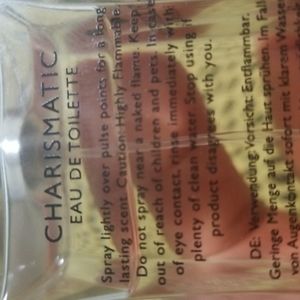 CHARISMATIC
EAU DE TOILETTE
Spray lightly over pulse points for a long
lasting scent. Caution: Highly Flammable.
Do not spray near a naked flame. Keep
out of reach of children and pets. In case
of eye contact, rinse immediately with
plenty of clean water Stop using if
product disagrees with you.
DE: Verwendung Vorsicht: Entflammbar.
Geringe Menge auf die Haut sprühen. Im Fall
von Augenkontakt sofort mit klarem Wasser